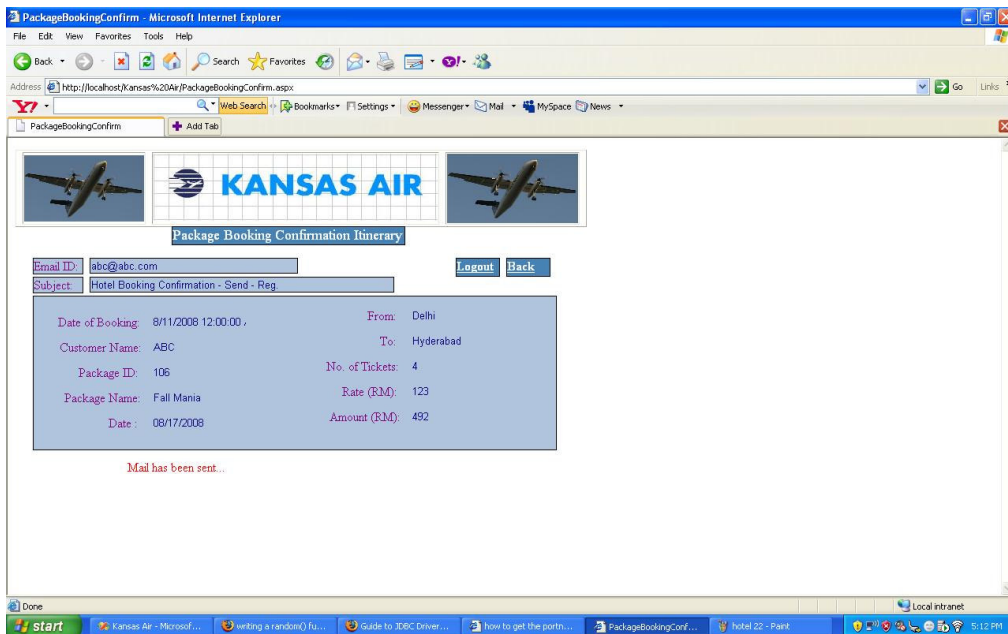 PackageBookingConfirm - Microsoft Internet Explorer
File Edit View Favorites Tools Help
Back Search Favorites
Address http://localhost/Kansas%20Air/PackageBookingConfirm.aspx Go Links
Y7 Web Search Bookmarks Settings Messenger Mail MySpace News
PackageBookingConfirm Add Tab
KANSAS AIR
Package Booking Confirmation Itinerary
Email ID: abc@abc.com Logout Back
Subject: Hotel Booking Confirmation - Send - Reg.
Date of Booking: 8/11/2008 12:00:00 From: Delhi
Customer Name: ABC To: Hyderabad
Package ID: 106 No. of Tickets: 4
Package Name: Fall Mania Rate (RM): 123
Date : 08/17/2008 Amount (RM): 492
Mail has been sent...
Done Local intranet
start Kansas Air - Microsof... writing a random() fu... Guide to JDBC Driver... how to get the portn... PackageBookingConf... hotel 22 - Paint 5:12 PM